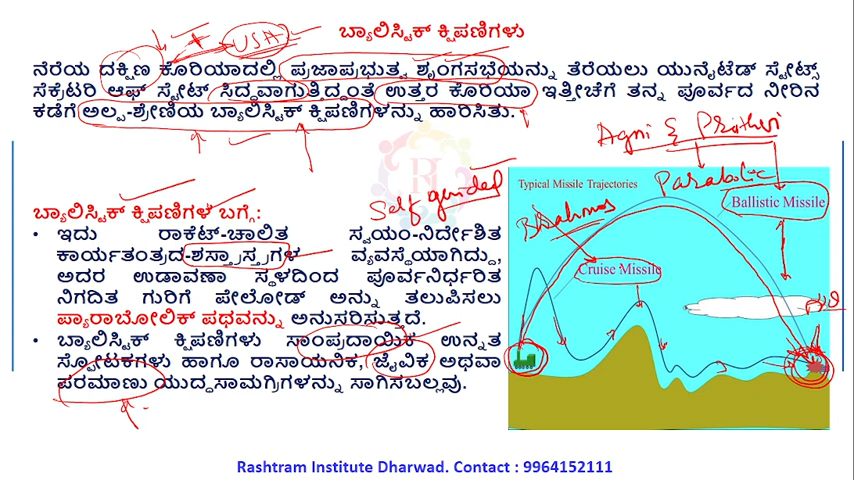 ಬ್ಯಾಲಿಸ್ಟಿಕ್ ಕ್ಷಿಪಣಿಗಳು
USA
ನೆರೆಯ ದಕ್ಷಿಣ ಕೊರಿಯಾದಲ್ಲಿ ಪ್ರಜಾಪ್ರಭುತ್ವ ಶೃಂಗಸಭೆಯನ್ನು ತೆರೆಯಲು ಯುನೈಟೆಡ್ ಸ್ಟೇಟ್ಸ್
ಸೆಕ್ರೆಟರಿ ಆಫ್ ಸ್ಟೇಟ್ ಸಿದ್ಧವಾಗುತ್ತಿದ್ದಂತೆ ಉತ್ತರ ಕೊರಿಯಾ ಇತ್ತೀಚೆಗೆ ತನ್ನ ಪೂರ್ವದ ನೀರಿನ
ಕಡೆಗೆ ಅಲ್ಪ-ಶ್ರೇಣಿಯ ಬ್ಯಾಲಿಸ್ಟಿಕ್ ಕ್ಷಿಪಣಿಗಳನ್ನು ಹಾರಿಸಿತು.
Agni & Prithvi
Self guided
ಬ್ಯಾಲಿಸ್ಟಿಕ್ ಕ್ಷಿಪಣಿಗಳ ಬಗ್ಗೆ:
• ಇದು ರಾಕೆಟ್-ಚಾಲಿತ ಸ್ವಯಂ-ನಿರ್ದೇಶಿತ
ಕಾರ್ಯತಂತ್ರದ-ಶಸ್ತ್ರಾಸ್ತ್ರಗಳ ವ್ಯವಸ್ಥೆಯಾಗಿದ್ದು,
ಅದರ ಉಡಾವಣಾ ಸ್ಥಳದಿಂದ ಪೂರ್ವನಿರ್ಧರಿತ
ನಿಗದಿತ ಗುರಿಗೆ ಪೇಲೋಡ್ ಅನ್ನು ತಲುಪಿಸಲು
ಪ್ಯಾರಾಬೋಲಿಕ್ ಪಥವನ್ನು ಅನುಸರಿಸುತ್ತದೆ.
• ಬ್ಯಾಲಿಸ್ಟಿಕ್ ಕ್ಷಿಪಣಿಗಳು ಸಾಂಪ್ರದಾಯಿಕ ಉನ್ನತ
ಸ್ಫೋಟಕಗಳು ಹಾಗೂ ರಾಸಾಯನಿಕ, ಜೈವಿಕ ಅಥವಾ
ಪರಮಾಣು ಯುದ್ಧಸಾಮಗ್ರಿಗಳನ್ನು ಸಾಗಿಸಬಲ್ಲವು.
Typical Missile Trajectories
Parabolic
Ballistic Missile
Brahmos
Cruise Missile
Rashtram Institute Dharwad. Contact : 9964152111